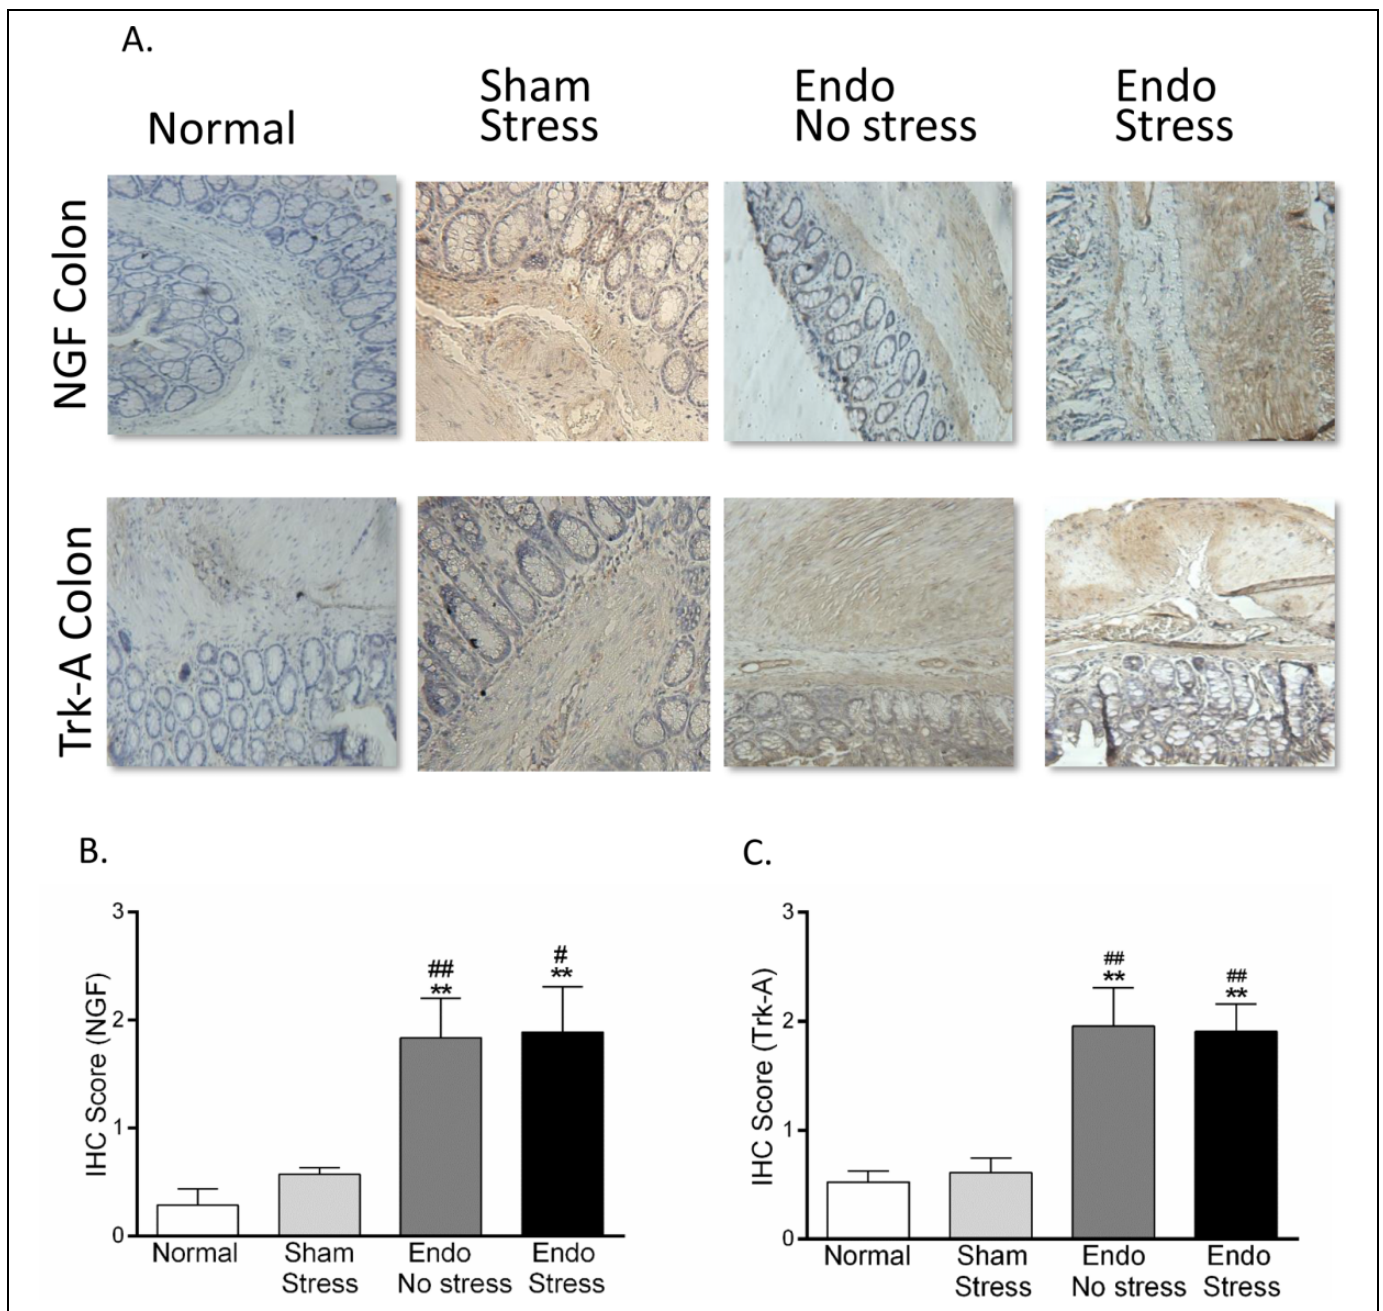 A.
Normal
Sham
Stress
Endo
No stress
Endo
Stress
NGF Colon
Trk-A Colon
B.
IHC Score (NGF)
3
2
1
0
##
**
#
**
Normal
Sham
Stress
Endo
No stress
Endo
Stress
C.
IHC Score (Trk-A)
3
2
1
0
##
**
##
**
Normal
Sham
Stress
Endo
No stress
Endo
Stress